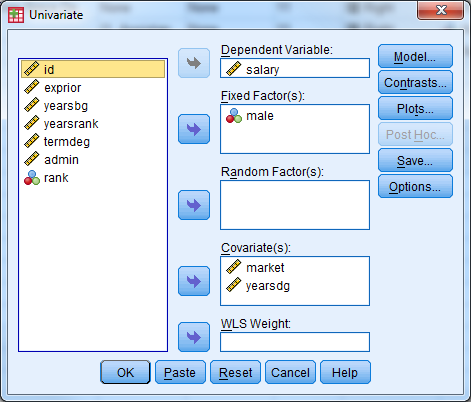 Univariate
id
exprior
yearsbg
yearsrank
termdeg
admin
rank
Dependent Variable:
salary
Fixed Factor(s):
male
Random Factor(s):
Covariate(s):
market
yearsdg
WLS Weight:
Model...
Contrasts...
Plots...
Post Hoc...
Save...
Options...
OK
Paste
Reset
Cancel
Help